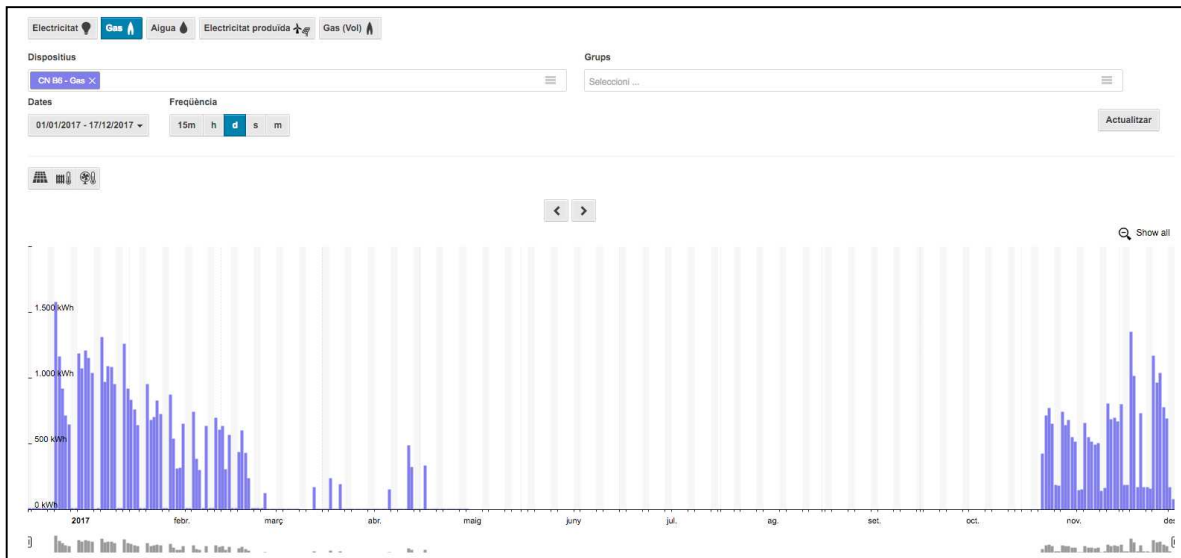 Electricitat
Gas
Aigua
Electricitat produïda
Gas (Vol)
Dispositius
Grups
CN B6 - Gas ×
Seleccioni ...
Dates
Freqüència
01/01/2017 - 17/12/2017
15m h d s m
Actualitzar
Show all
1.500 kWh
1.000 kWh
500 kWh
0 kWh
2017 febr. març abr. maig juny jul. ag. set. oct. nov. des